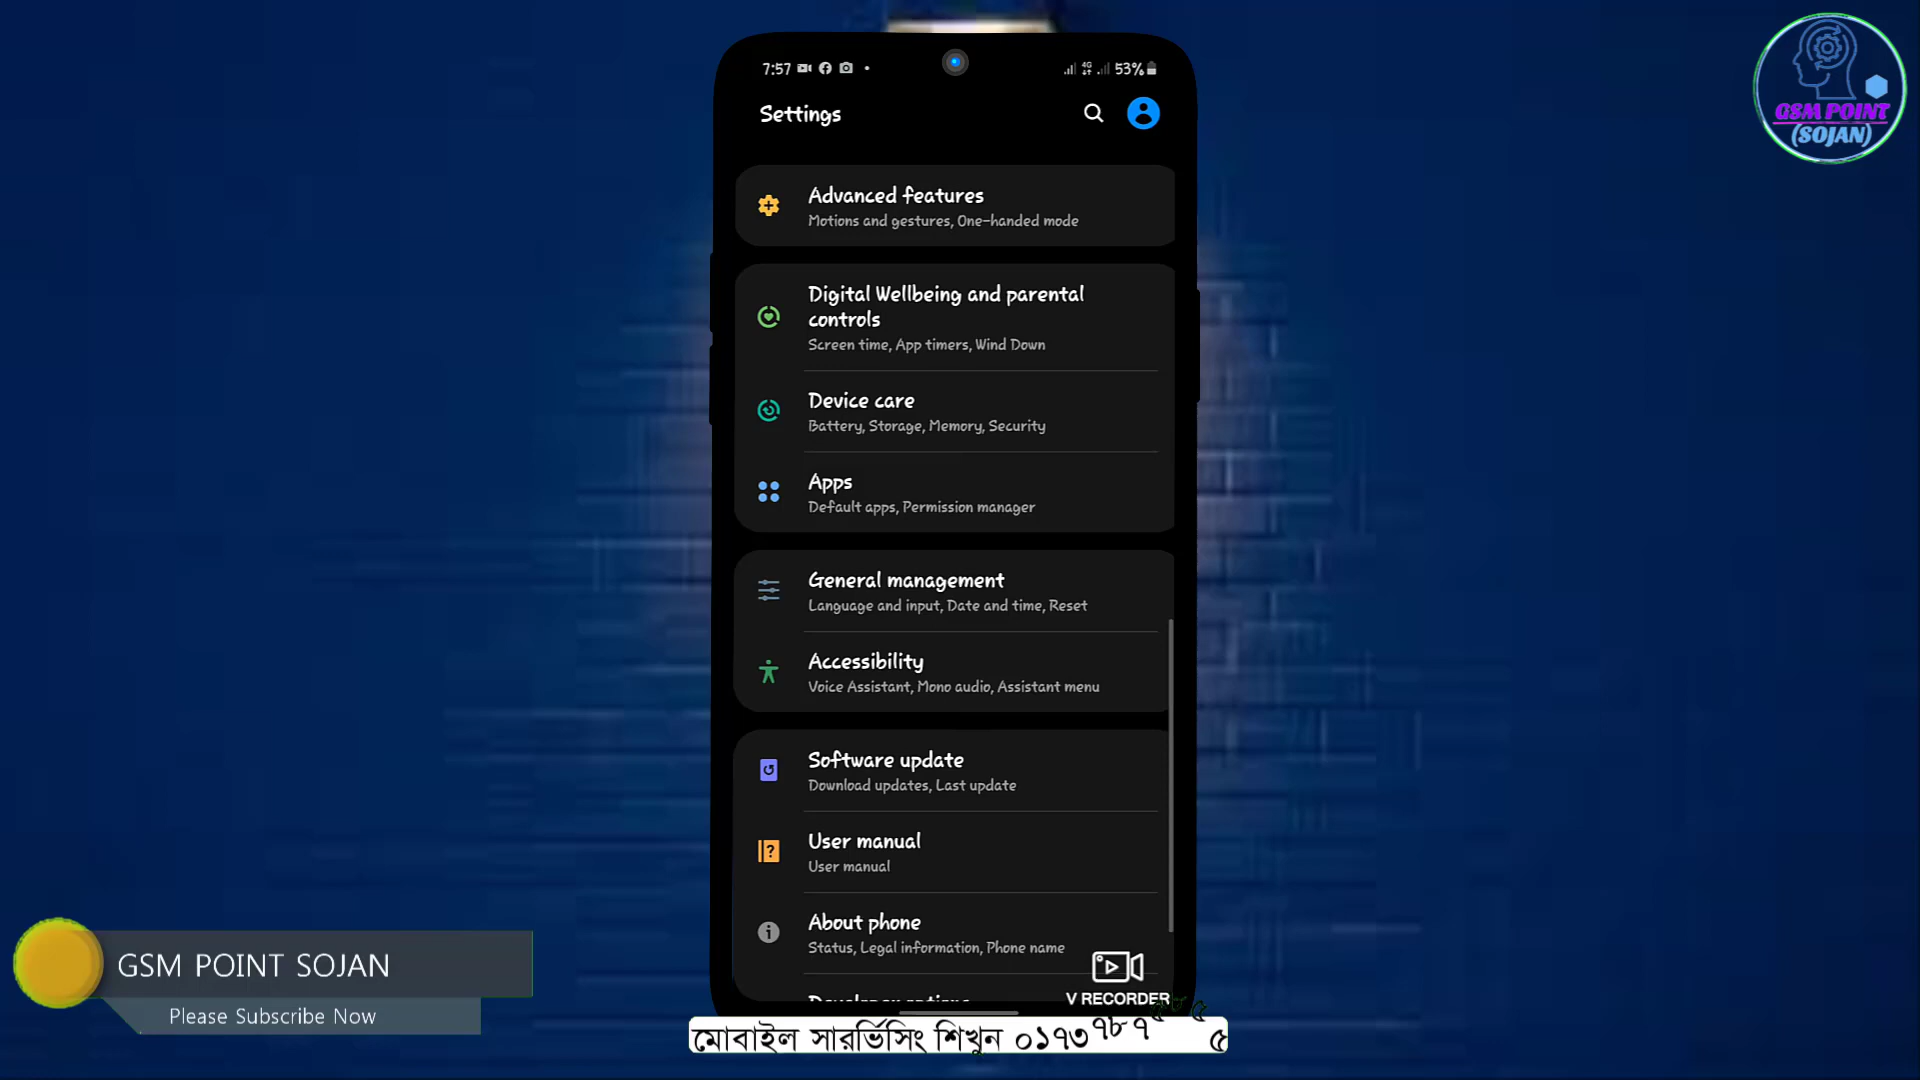 7:57
4G
53%
Settings
GSM POINT
(SOJAN)
Advanced features
Motions and gestures, One-handed mode
Digital Wellbeing and parental
controls
Screen time, App timers, Wind Down
Device care
Battery, Storage, Memory, Security
Apps
Default apps, Permission manager
General management
Language and input, Date and time, Reset
Accessibility
Voice Assistant, Mono audio, Assistant menu
Software update
Download updates, Last update
User manual
User manual
About phone
Status, Legal information, Phone name
Developer options
V RECORDER
GSM POINT SOJAN
Please Subscribe Now
মোবাইল সারর্ভিসিং শিখুন